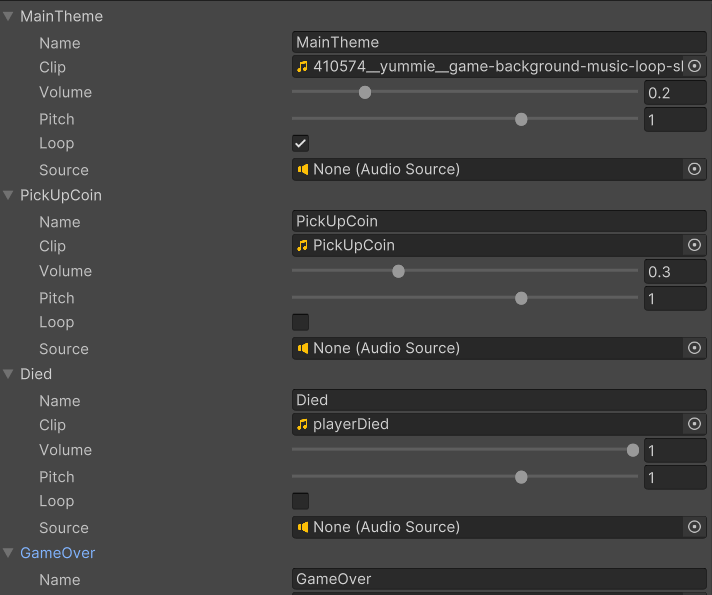 MainTheme
Name MainTheme
Clip 410574__yummie__game-background-music-loop-sl
Volume 0.2
Pitch 1
Loop
Source None (Audio Source)
PickUpCoin
Name PickUpCoin
Clip PickUpCoin
Volume 0.3
Pitch 1
Loop
Source None (Audio Source)
Died
Name Died
Clip playerDied
Volume 1
Pitch 1
Loop
Source None (Audio Source)
GameOver
Name GameOver